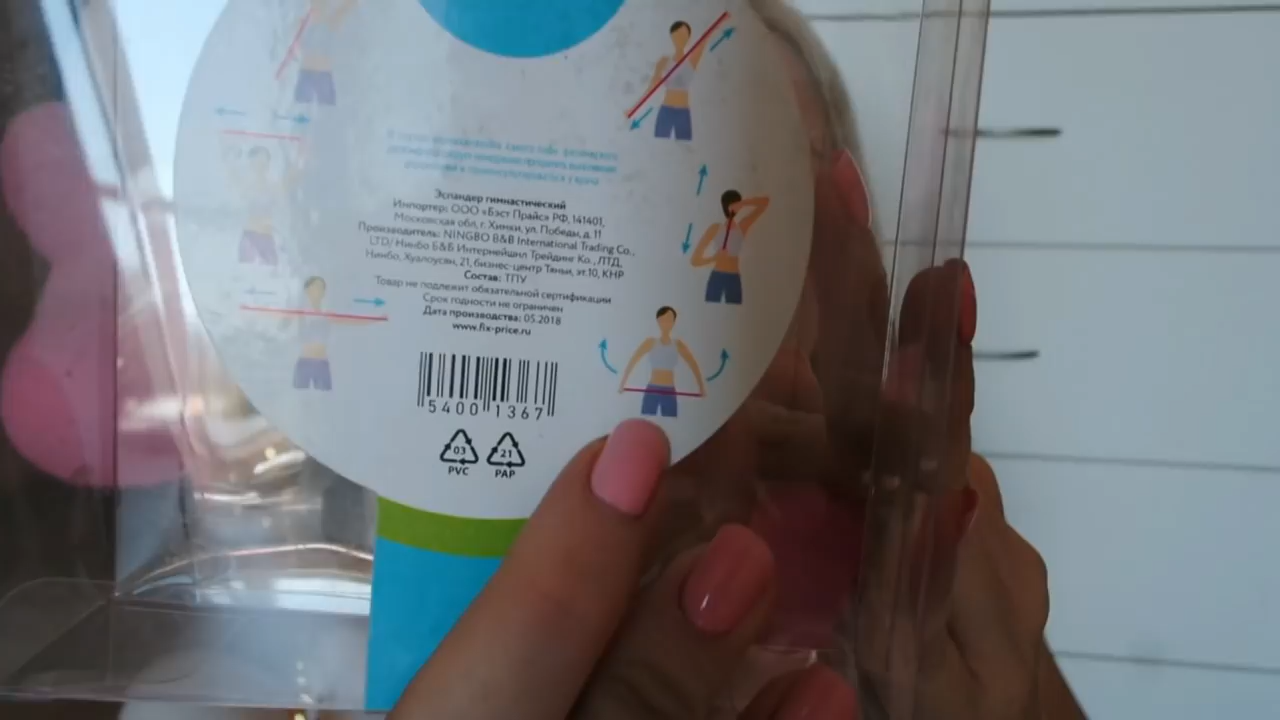 Эспандер гимнастический
Импортер: ООО «Бэст Прайс» РФ, 141401,
Московская обл, г. Химки, ул. Победы, д. 11
Производитель: NINGBO B&B International Trading Co.,
LTD/ Нинбо Б&Б Интернейшнл Трейдинг Ко., ЛТД,
Нинбо, Хуалоусян, 21, бизнес-центр Тяньи, эт.10, КНР
Состав: ТПУ
Товар не подлежит обязательной сертификации
Срок годности не ограничен
Дата производства: 05.2018
www.fix-price.ru
5400 1367
03 21
PVC PAP